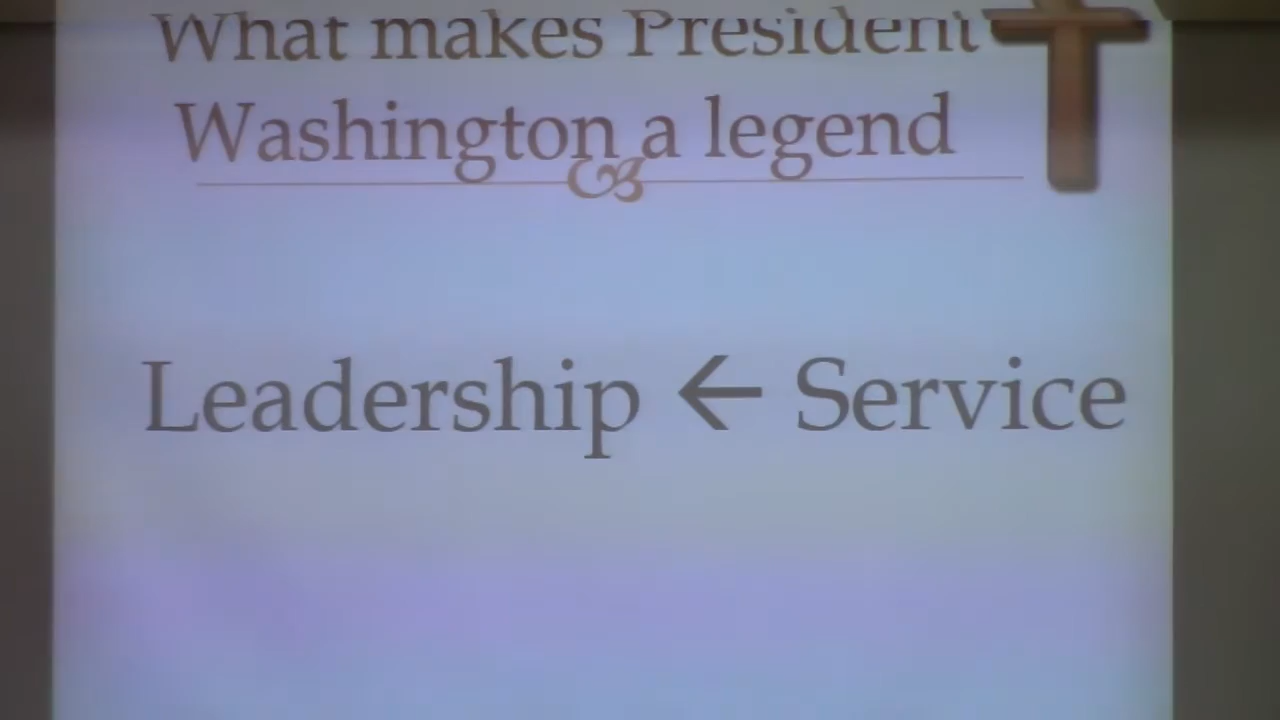 What makes President
Washington a legend
Leadership ← Service